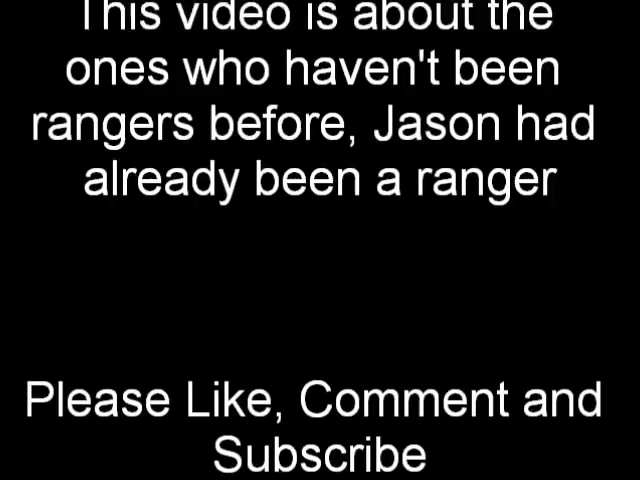 This video is about the
ones who haven't been
rangers before, Jason had
already been a ranger
Please Like, Comment and
Subscribe